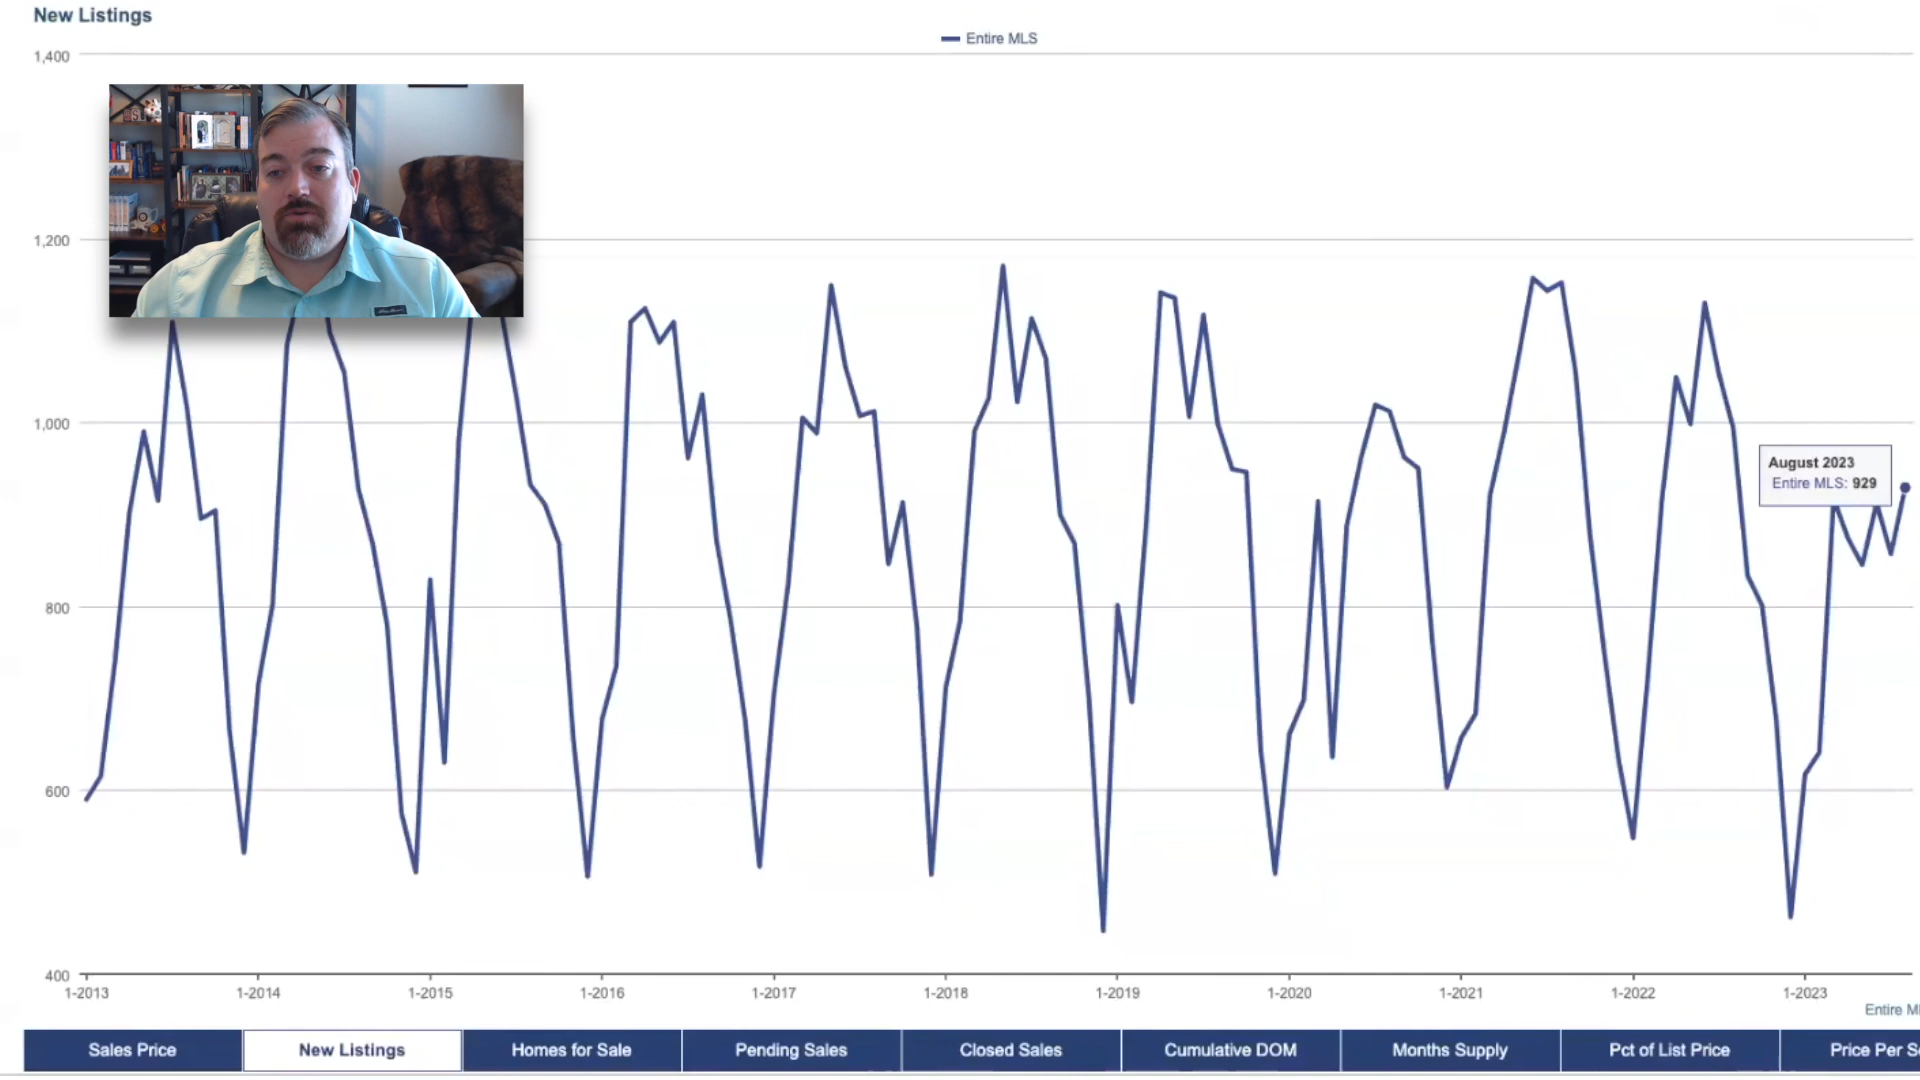 New Listings
Entire MLS
1,400
1,200
1,000
800
600
400
August 2023
Entire MLS: 929
1-2013 1-2014 1-2015 1-2016 1-2017 1-2018 1-2019 1-2020 1-2021 1-2022 1-2023
Entire M
Sales Price New Listings Homes for Sale Pending Sales Closed Sales Cumulative DOM Months Supply Pct of List Price Price Per S